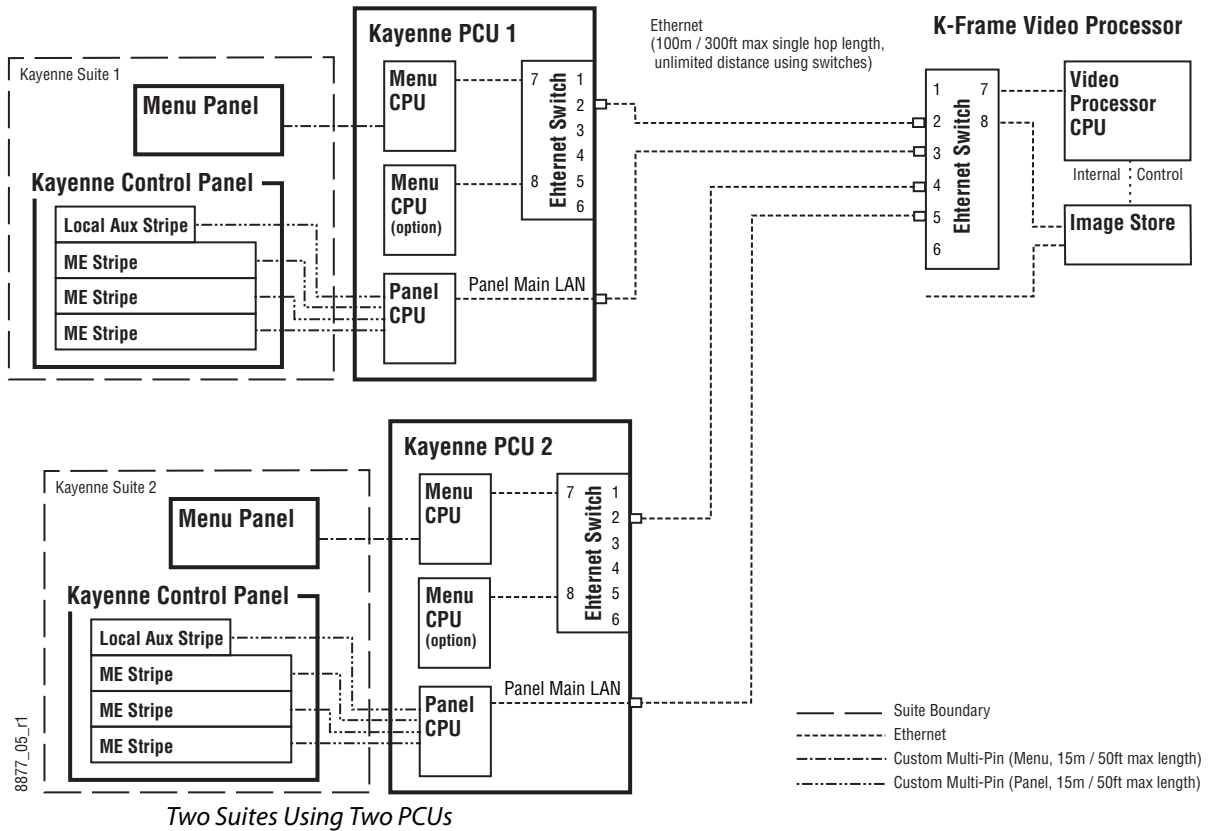 Kayenne Suite 1
Menu Panel
Kayenne Control Panel
Local Aux Stripe
ME Stripe
ME Stripe
ME Stripe
Kayenne PCU 1
Menu
CPU
Menu
CPU
(option)
Panel
CPU
7
8
Ehternet Switch
1
2
3
4
5
6
Panel Main LAN
Ethernet
(100m / 300ft max single hop length,
unlimited distance using switches)
K-Frame Video Processor
1
2
3
4
5
6
Ehternet Switch
7
8
Video
Processor
CPU
Internal Control
Image Store
Kayenne Suite 2
Menu Panel
Kayenne Control Panel
Local Aux Stripe
ME Stripe
ME Stripe
ME Stripe
Kayenne PCU 2
Menu
CPU
Menu
CPU
(option)
Panel
CPU
7
8
Ehternet Switch
1
2
3
4
5
6
Panel Main LAN
Suite Boundary
Ethernet
Custom Multi-Pin (Menu, 15m / 50ft max length)
Custom Multi-Pin (Panel, 15m / 50ft max length)
8877_05_r1
Two Suites Using Two PCUs